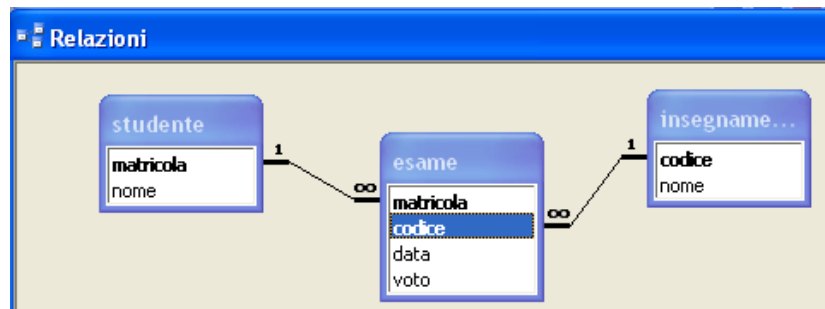 Relazioni
studente
matricola
nome
1
∞
esame
matricola
codice
data
voto
∞
1
insegname...
codice
nome